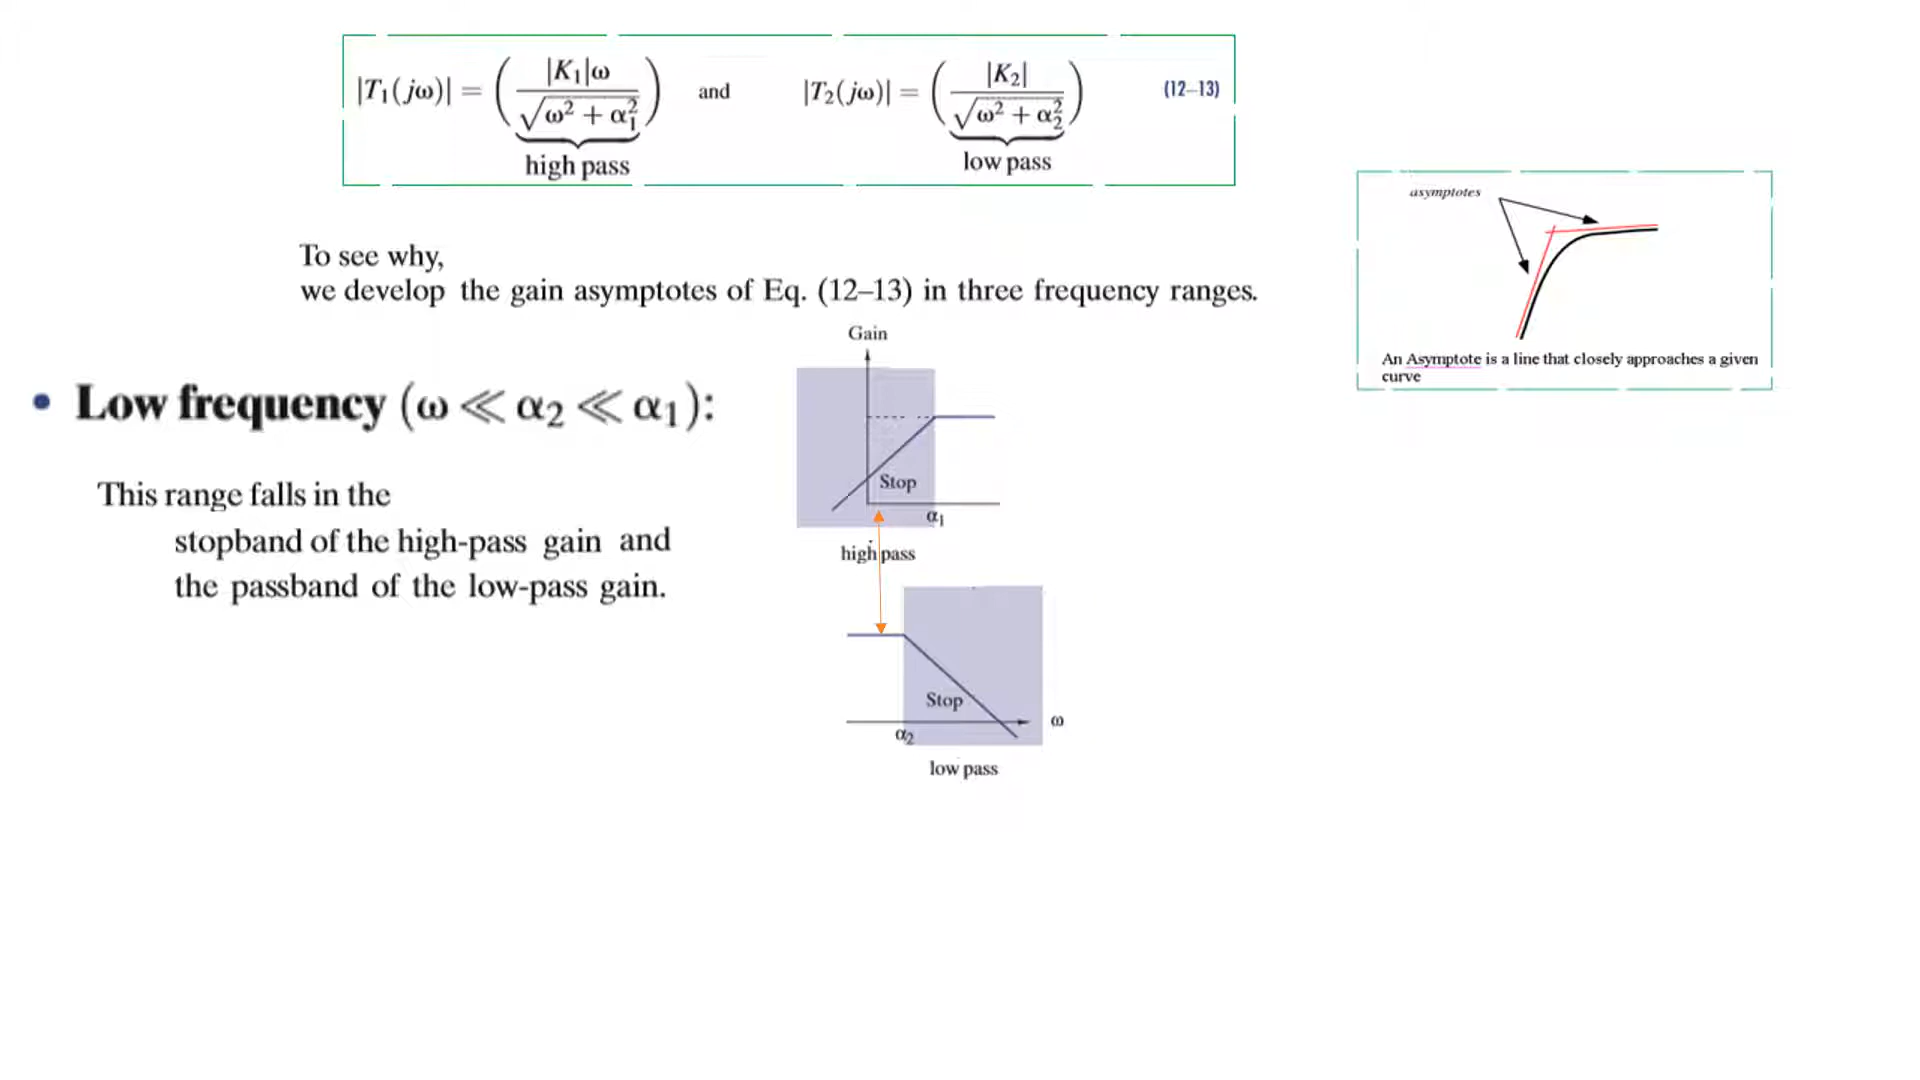 |T₁(jω)| = ( |K₁|ω / √(ω² + α₁²) ) and |T₂(jω)| = ( |K₂| / √(ω² + α₂²) ) (12–13)
high pass
low pass
asymptotes
An Asymptote is a line that closely approaches a given
curve
To see why,
we develop the gain asymptotes of Eq. (12–13) in three frequency ranges.
• Low frequency (ω ≪ α₂ ≪ α₁):
This range falls in the
stopband of the high-pass gain and
the passband of the low-pass gain.
Gain
Stop
α₁
high pass
Stop
ω
α₂
low pass